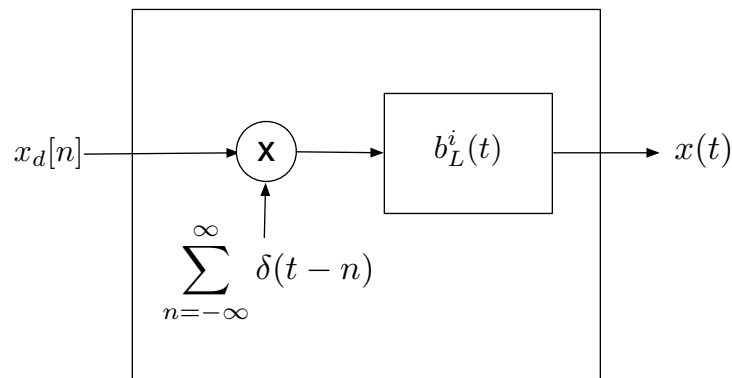 x_d[n]
X
b_L^i(t)
x(t)
∑_{n=-∞}^{∞} δ(t − n)